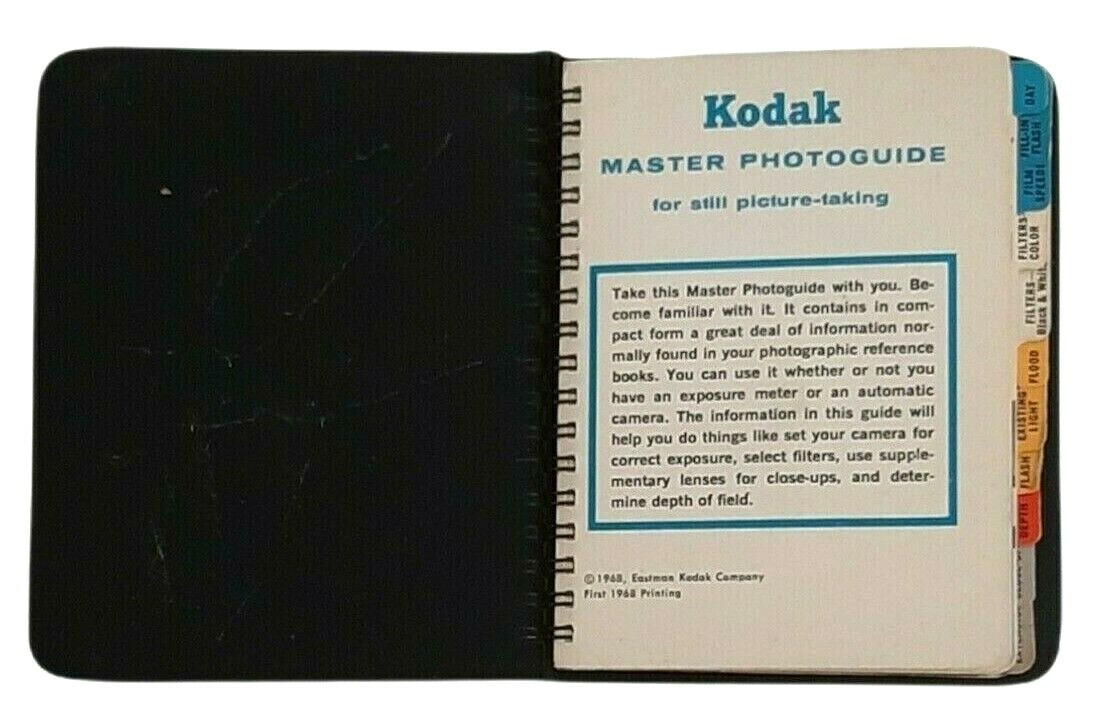 Kodak
MASTER PHOTOGUIDE
for still picture-taking
Take this Master Photoguide with you. Be-
come familiar with it. It contains in com-
pact form a great deal of information nor-
mally found in your photographic reference
books. You can use it whether or not you
have an exposure meter or an automatic
camera. The information in this guide will
help you do things like set your camera for
correct exposure, select filters, use supple-
mentary lenses for close-ups, and deter-
mine depth of field.
©1968, Eastman Kodak Company
First 1968 Printing
DAY
FILL-IN
FLASH
FILM
SPEED
FILTERS
COLOR
FILTERS—
Black & Whit
FLOOD
EXISTING
LIGHT
FLASH
DEPTH